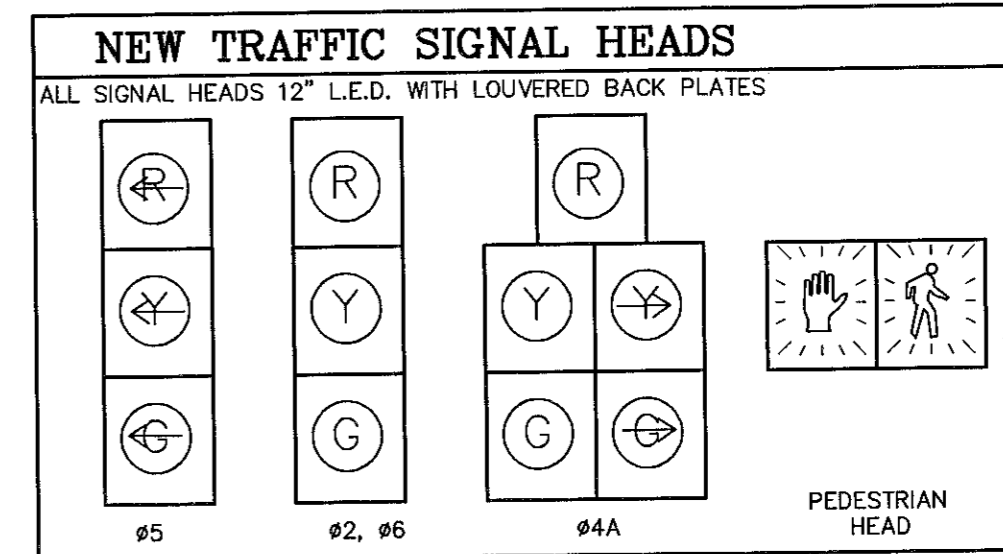 NEW TRAFFIC SIGNAL HEADS
ALL SIGNAL HEADS 12" L.E.D. WITH LOUVERED BACK PLATES
R
Y
G
ø5
R
Y
G
ø2, ø6
R
Y Y
G G
ø4A
PEDESTRIAN
HEAD